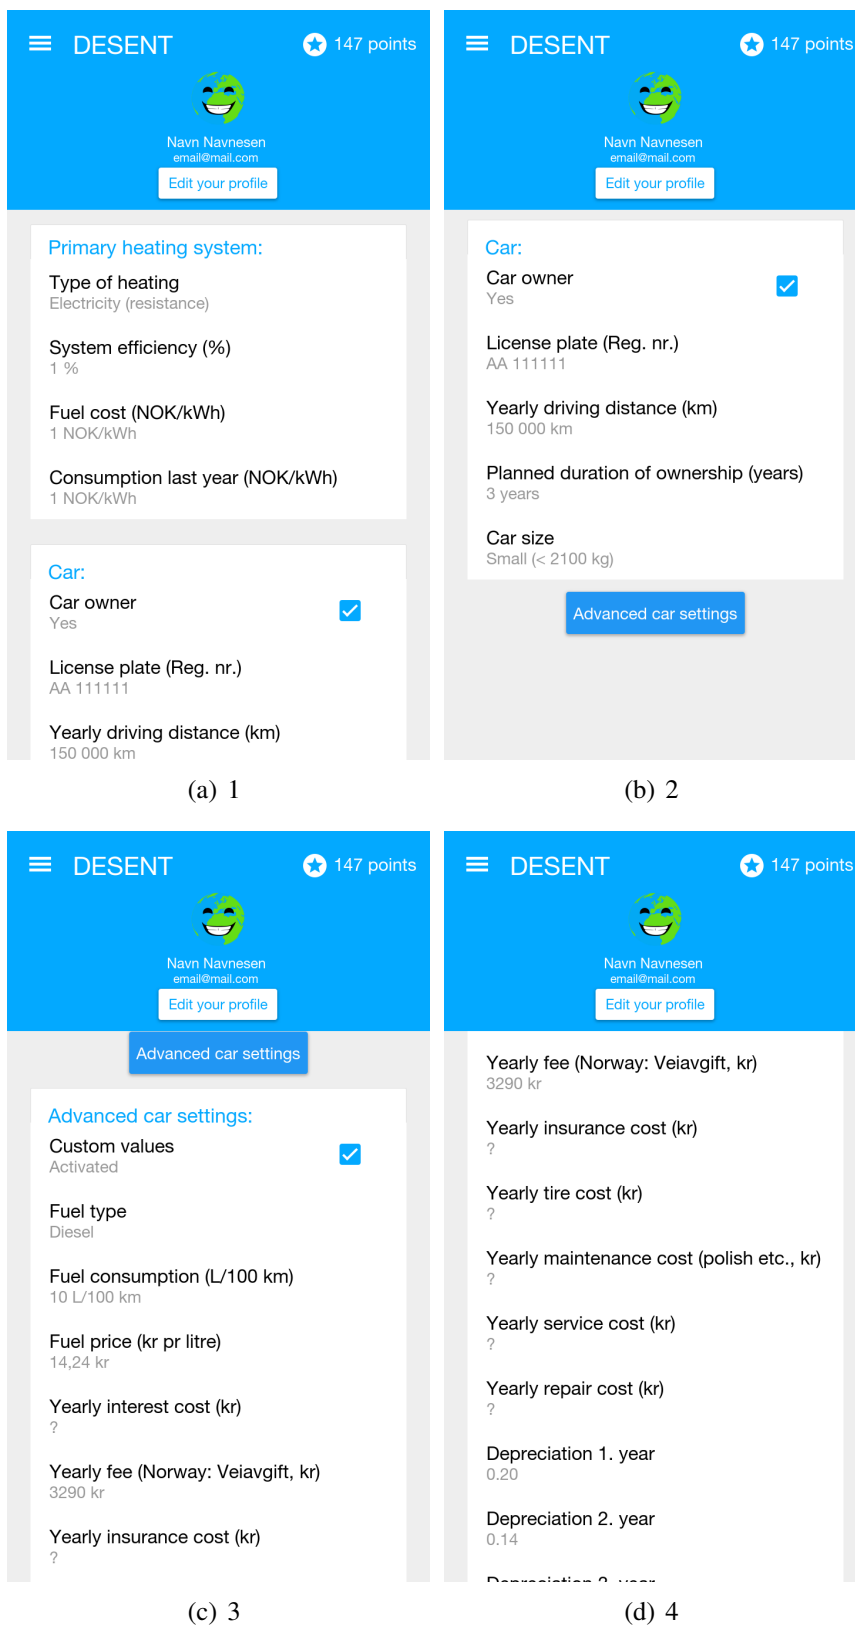 DESENT
147 points
Navn Navnesen
email@mail.com
Edit your profile
Primary heating system:
Type of heating
Electricity (resistance)
System efficiency (%)
1 %
Fuel cost (NOK/kWh)
1 NOK/kWh
Consumption last year (NOK/kWh)
1 NOK/kWh
Car:
Car owner
Yes
License plate (Reg. nr.)
AA 111111
Yearly driving distance (km)
150 000 km
(a) 1
DESENT
147 points
Navn Navnesen
email@mail.com
Edit your profile
Car:
Car owner
Yes
License plate (Reg. nr.)
AA 111111
Yearly driving distance (km)
150 000 km
Planned duration of ownership (years)
3 years
Car size
Small (< 2100 kg)
Advanced car settings
(b) 2
DESENT
147 points
Navn Navnesen
email@mail.com
Edit your profile
Advanced car settings
Advanced car settings:
Custom values
Activated
Fuel type
Diesel
Fuel consumption (L/100 km)
10 L/100 km
Fuel price (kr pr litre)
14,24 kr
Yearly interest cost (kr)
?
Yearly fee (Norway: Veiavgift, kr)
3290 kr
Yearly insurance cost (kr)
?
(c) 3
DESENT
147 points
Navn Navnesen
email@mail.com
Edit your profile
Yearly fee (Norway: Veiavgift, kr)
3290 kr
Yearly insurance cost (kr)
?
Yearly tire cost (kr)
?
Yearly maintenance cost (polish etc., kr)
?
Yearly service cost (kr)
?
Yearly repair cost (kr)
?
Depreciation 1. year
0.20
Depreciation 2. year
0.14
Depreciation 3. year
(d) 4